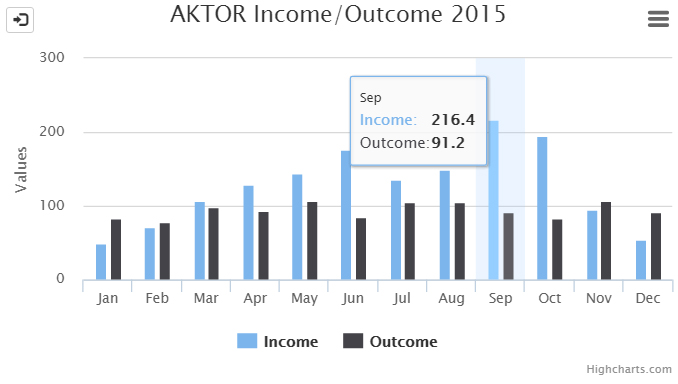 AKTOR Income/Outcome 2015
Values
300
200
100
0
Sep
Income: 216.4
Outcome: 91.2
Jan Feb Mar Apr May Jun Jul Aug Sep Oct Nov Dec
Income Outcome
Highcharts.com